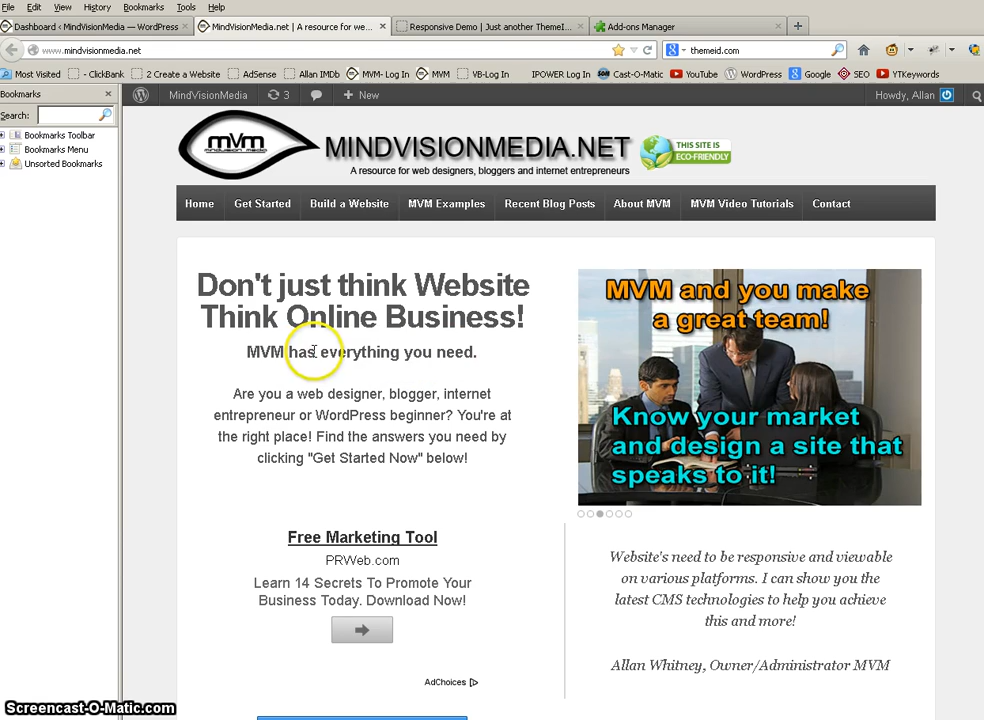 File Edit View History Bookmarks Tools Help
Dashboard ‹ MindVisionMedia — WordPress × MindVisionMedia.net | A resource for we... × Responsive Demo | Just another ThemeI... × Add-ons Manager × +
www.mindvisionmedia.net themeid.com
Most Visited - ClickBank 2 Create a Website AdSense Allan IMDb MVM- Log In MVM VB-Log In IPOWER Log In Cast-O-Matic YouTube WordPress Google SEO YTKeywords
Bookmarks ×
MindVisionMedia 3 + New Howdy, Allan
Search:
Bookmarks Toolbar
Bookmarks Menu
Unsorted Bookmarks
mvm
mindvision media
MINDVISIONMEDIA.NET
A resource for web designers, bloggers and internet entrepreneurs
THIS SITE IS
ECO-FRIENDLY
Home Get Started Build a Website MVM Examples Recent Blog Posts About MVM MVM Video Tutorials Contact
Don't just think Website
Think Online Business!
MVM has everything you need.
Are you a web designer, blogger, internet
entrepreneur or WordPress beginner? You're at
the right place! Find the answers you need by
clicking "Get Started Now" below!
MVM and you make
a great team!
Know your market
and design a site that
speaks to it!
Free Marketing Tool
PRWeb.com
Learn 14 Secrets To Promote Your
Business Today. Download Now!
AdChoices
Website's need to be responsive and viewable
on various platforms. I can show you the
latest CMS technologies to help you achieve
this and more!
Allan Whitney, Owner/Administrator MVM
Screencast-O-Matic.com